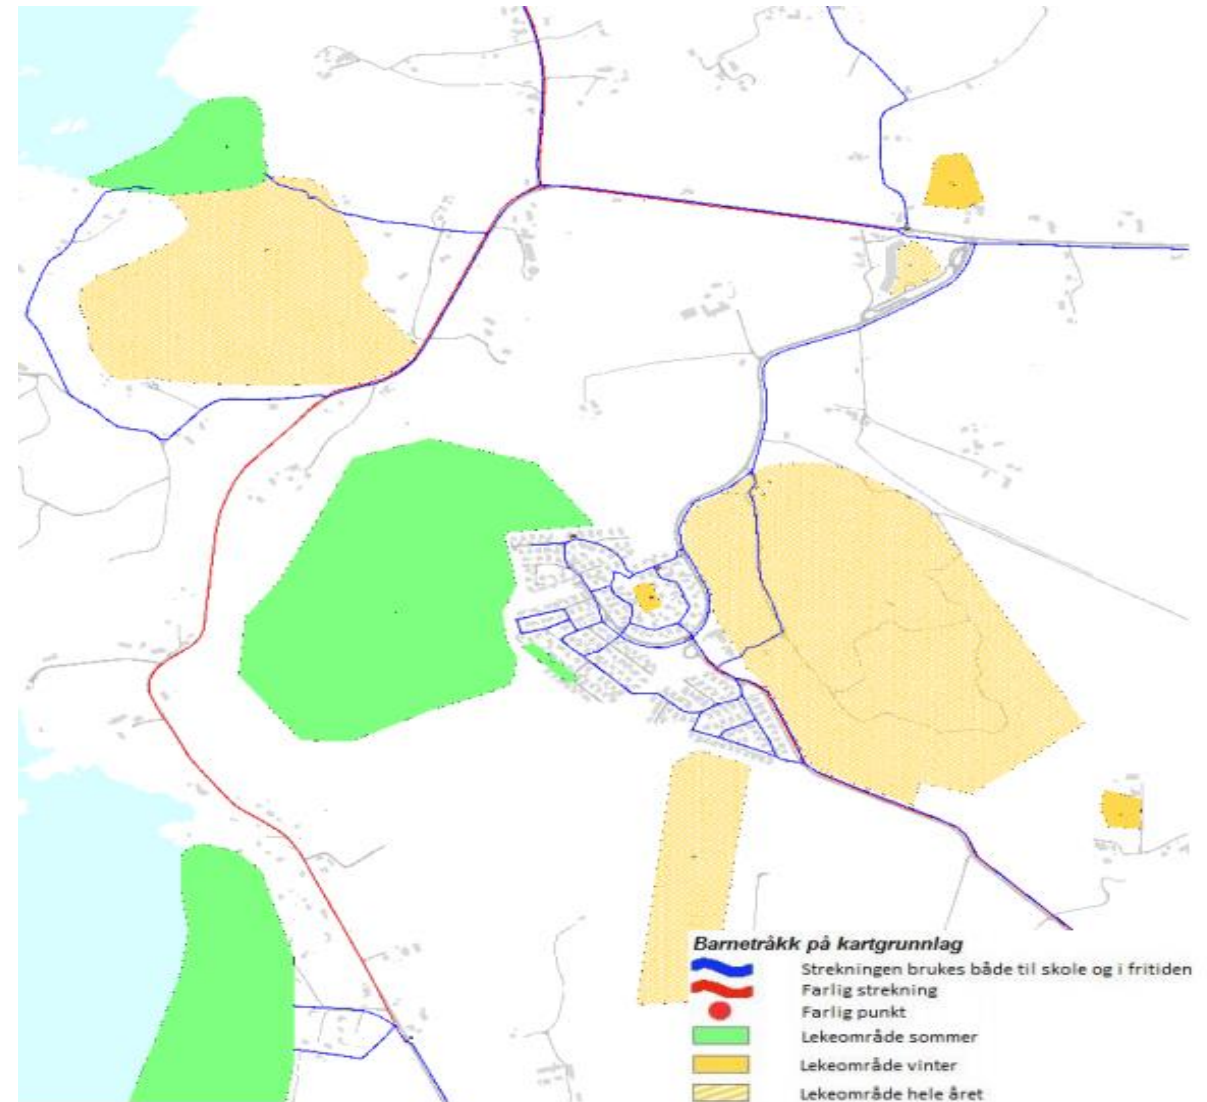 Barnetråkk på kartgrunnlag
Strekningen brukes både til skole og i fritiden
Farlig strekning
Farlig punkt
Lekeområde sommer
Lekeområde vinter
Lekeområde hele året